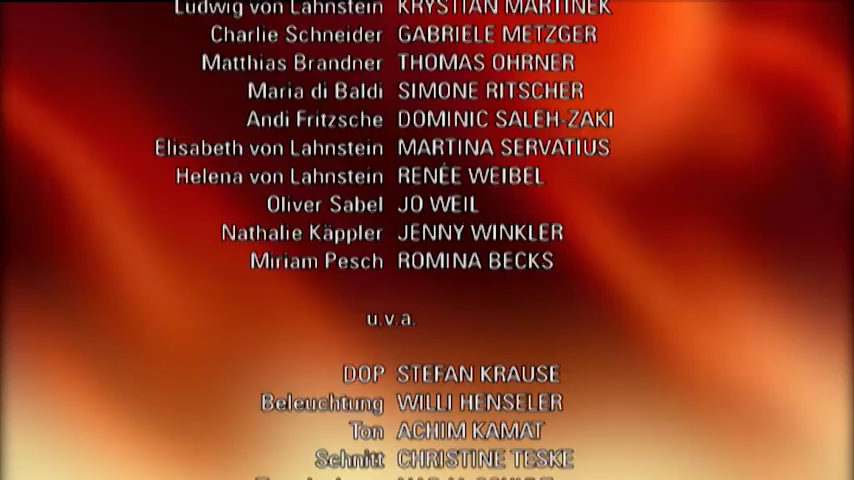 Ludwig von Lahnstein KRYSTIAN MARTINEK
Charlie Schneider GABRIELE METZGER
Matthias Brandner THOMAS OHRNER
Maria di Baldi SIMONE RITSCHER
Andi Fritzsche DOMINIC SALEH-ZAKI
Elisabeth von Lahnstein MARTINA SERVATIUS
Helena von Lahnstein RENÉE WEIBEL
Oliver Sabel JO WEIL
Nathalie Käppler JENNY WINKLER
Miriam Pesch ROMINA BECKS
u.v.a.
DOP STEFAN KRAUSE
Beleuchtung WILLI HENSELER
Ton ACHIM KAMAT
Schnitt CHRISTINE TESKE